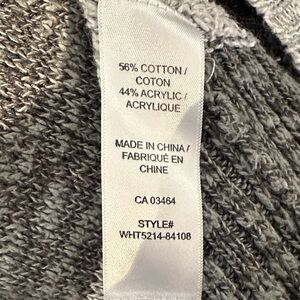 56% COTTON /
COTON
44% ACRYLIC /
ACRYLIQUE
MADE IN CHINA /
FABRIQUÉ EN
CHINE
CA 03464
STYLE#
WHT5214-84108